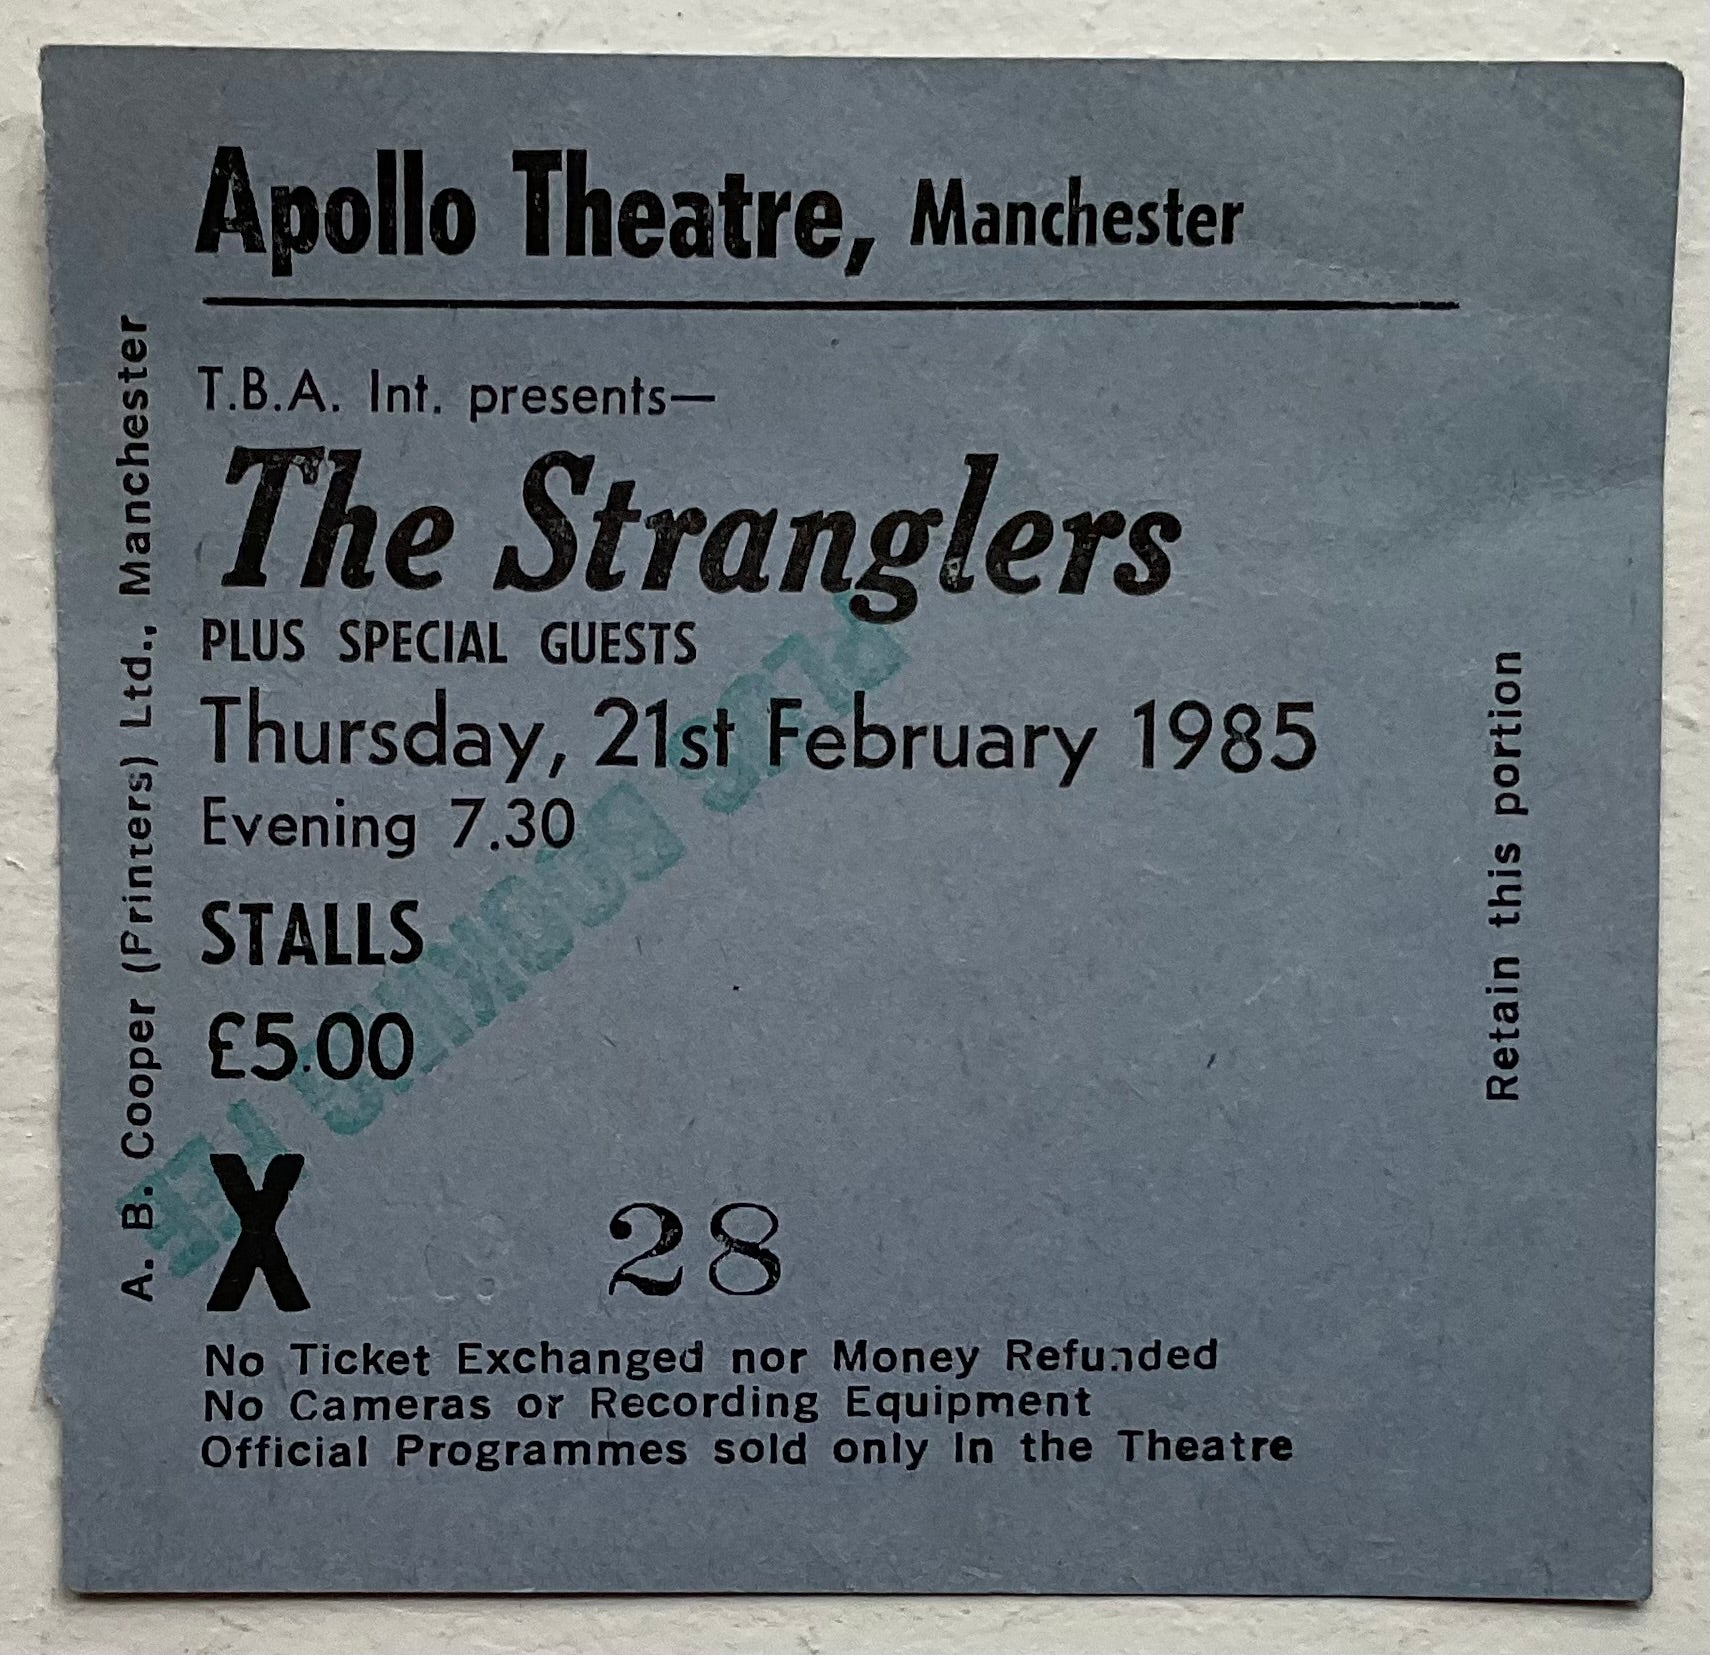 Apollo Theatre, Manchester
T.B.A. Int. presents—
The Stranglers
PLUS SPECIAL GUESTS
Thursday, 21st February 1985
Evening 7.30
STALLS
£5.00
X 28
No Ticket Exchanged nor Money Refunded
No Cameras or Recording Equipment
Official Programmes sold only in the Theatre
A. B. Cooper (Printers) Ltd., Manchester
Retain this portion